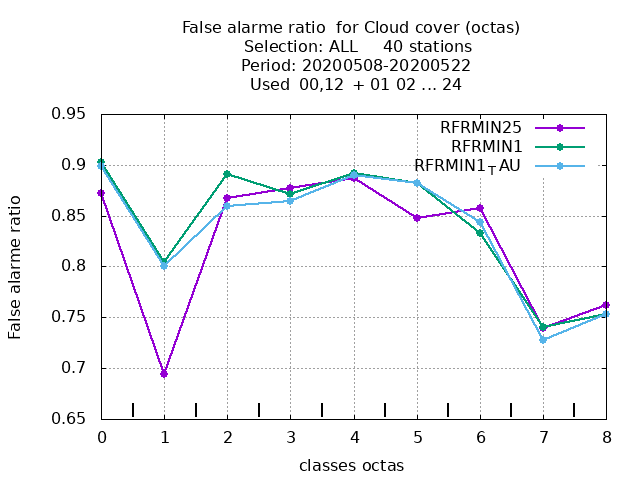 False alarme ratio  for Cloud cover (octas)
Selection: ALL     40 stations
Period: 20200508-20200522
Used  00,12  + 01 02 ... 24
RFRMIN25
RFRMIN1
RFRMIN1TAU
0.95
0.9
0.85
0.8
0.75
0.7
0.65
False alarme ratio
0 1 2 3 4 5 6 7 8
classes octas